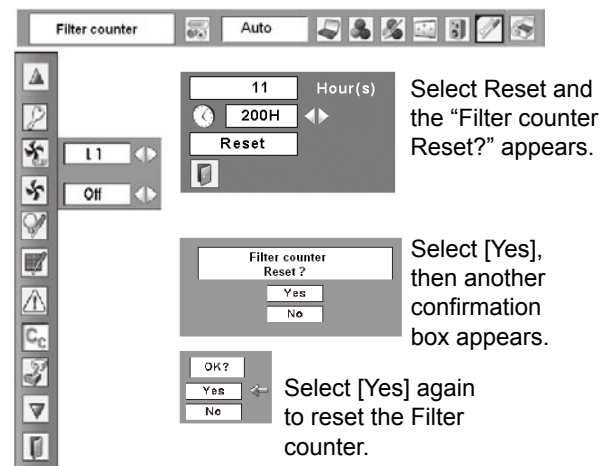 Filter counter
Auto
11 Hour(s)
200H
Reset
Select Reset and
the “Filter counter
Reset?” appears.
L1
Off
Filter counter
Reset ?
Yes
No
Select [Yes],
then another
confirmation
box appears.
Cc
OK?
Yes
No
Select [Yes] again
to reset the Filter
counter.